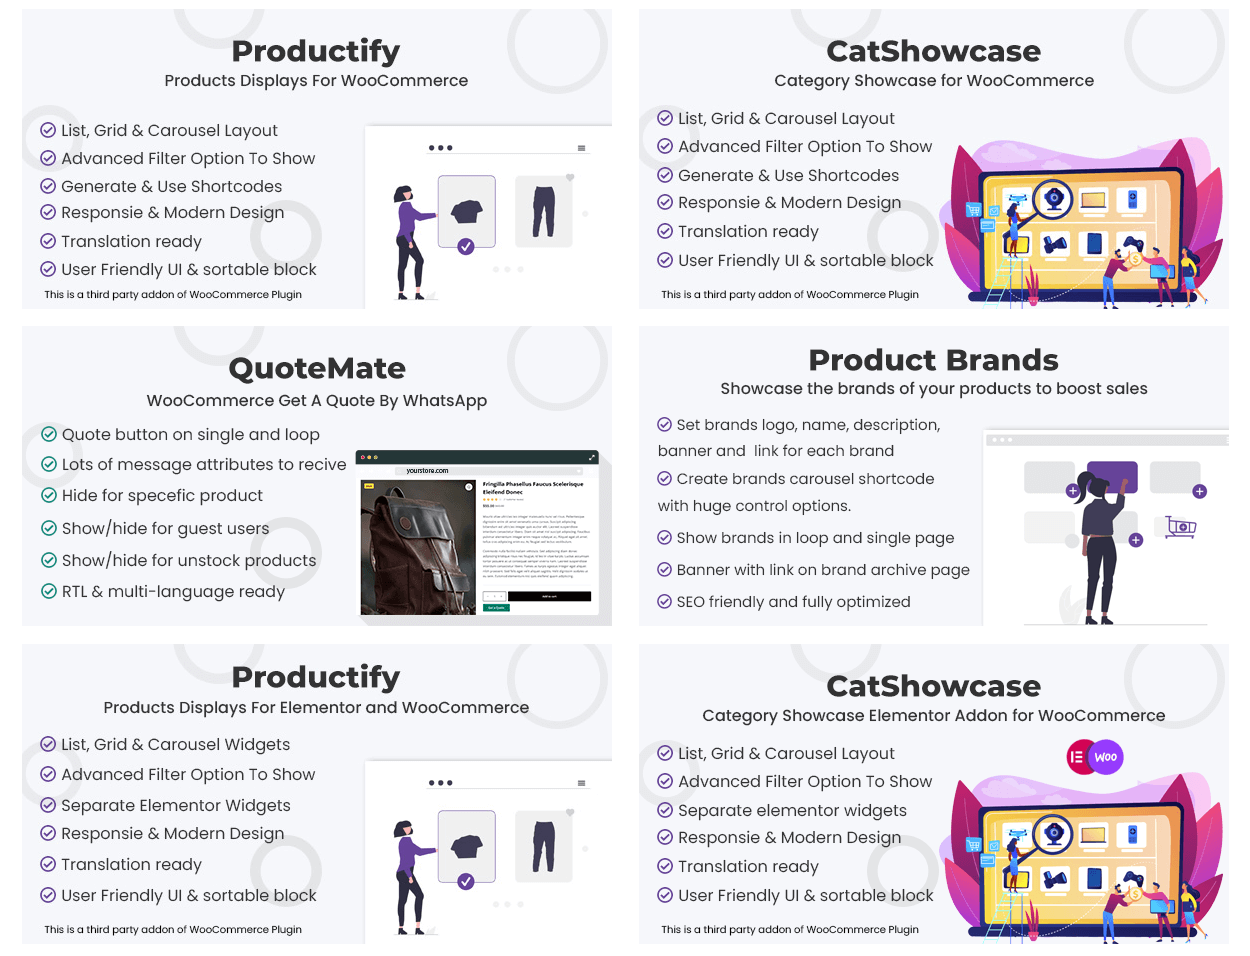 Productify
Products Displays For WooCommerce
List, Grid & Carousel Layout
Advanced Filter Option To Show
Generate & Use Shortcodes
Responsie & Modern Design
Translation ready
User Friendly UI & sortable block
This is a third party addon of WooCommerce Plugin
CatShowcase
Category Showcase for WooCommerce
List, Grid & Carousel Layout
Advanced Filter Option To Show
Generate & Use Shortcodes
Responsie & Modern Design
Translation ready
User Friendly UI & sortable block
This is a third party addon of WooCommerce Plugin
QuoteMate
WooCommerce Get A Quote By WhatsApp
Quote button on single and loop
Lots of message attributes to recive
Hide for specefic product
Show/hide for guest users
Show/hide for unstock products
RTL & multi-language ready
yourstore.com
Fringilla Phasellus Faucus Scelerisque
Eleifend Donec
Product Brands
Showcase the brands of your products to boost sales
Set brands logo, name, description,
banner and link for each brand
Create brands carousel shortcode
with huge control options.
Show brands in loop and single page
Banner with link on brand archive page
SEO friendly and fully optimized
Productify
Products Displays For Elementor and WooCommerce
List, Grid & Carousel Widgets
Advanced Filter Option To Show
Separate Elementor Widgets
Responsie & Modern Design
Translation ready
User Friendly UI & sortable block
This is a third party addon of WooCommerce Plugin
CatShowcase
Category Showcase Elementor Addon for WooCommerce
Woo
List, Grid & Carousel Layout
Advanced Filter Option To Show
Separate elementor widgets
Responsie & Modern Design
Translation ready
User Friendly UI & sortable block
This is a third party addon of WooCommerce Plugin